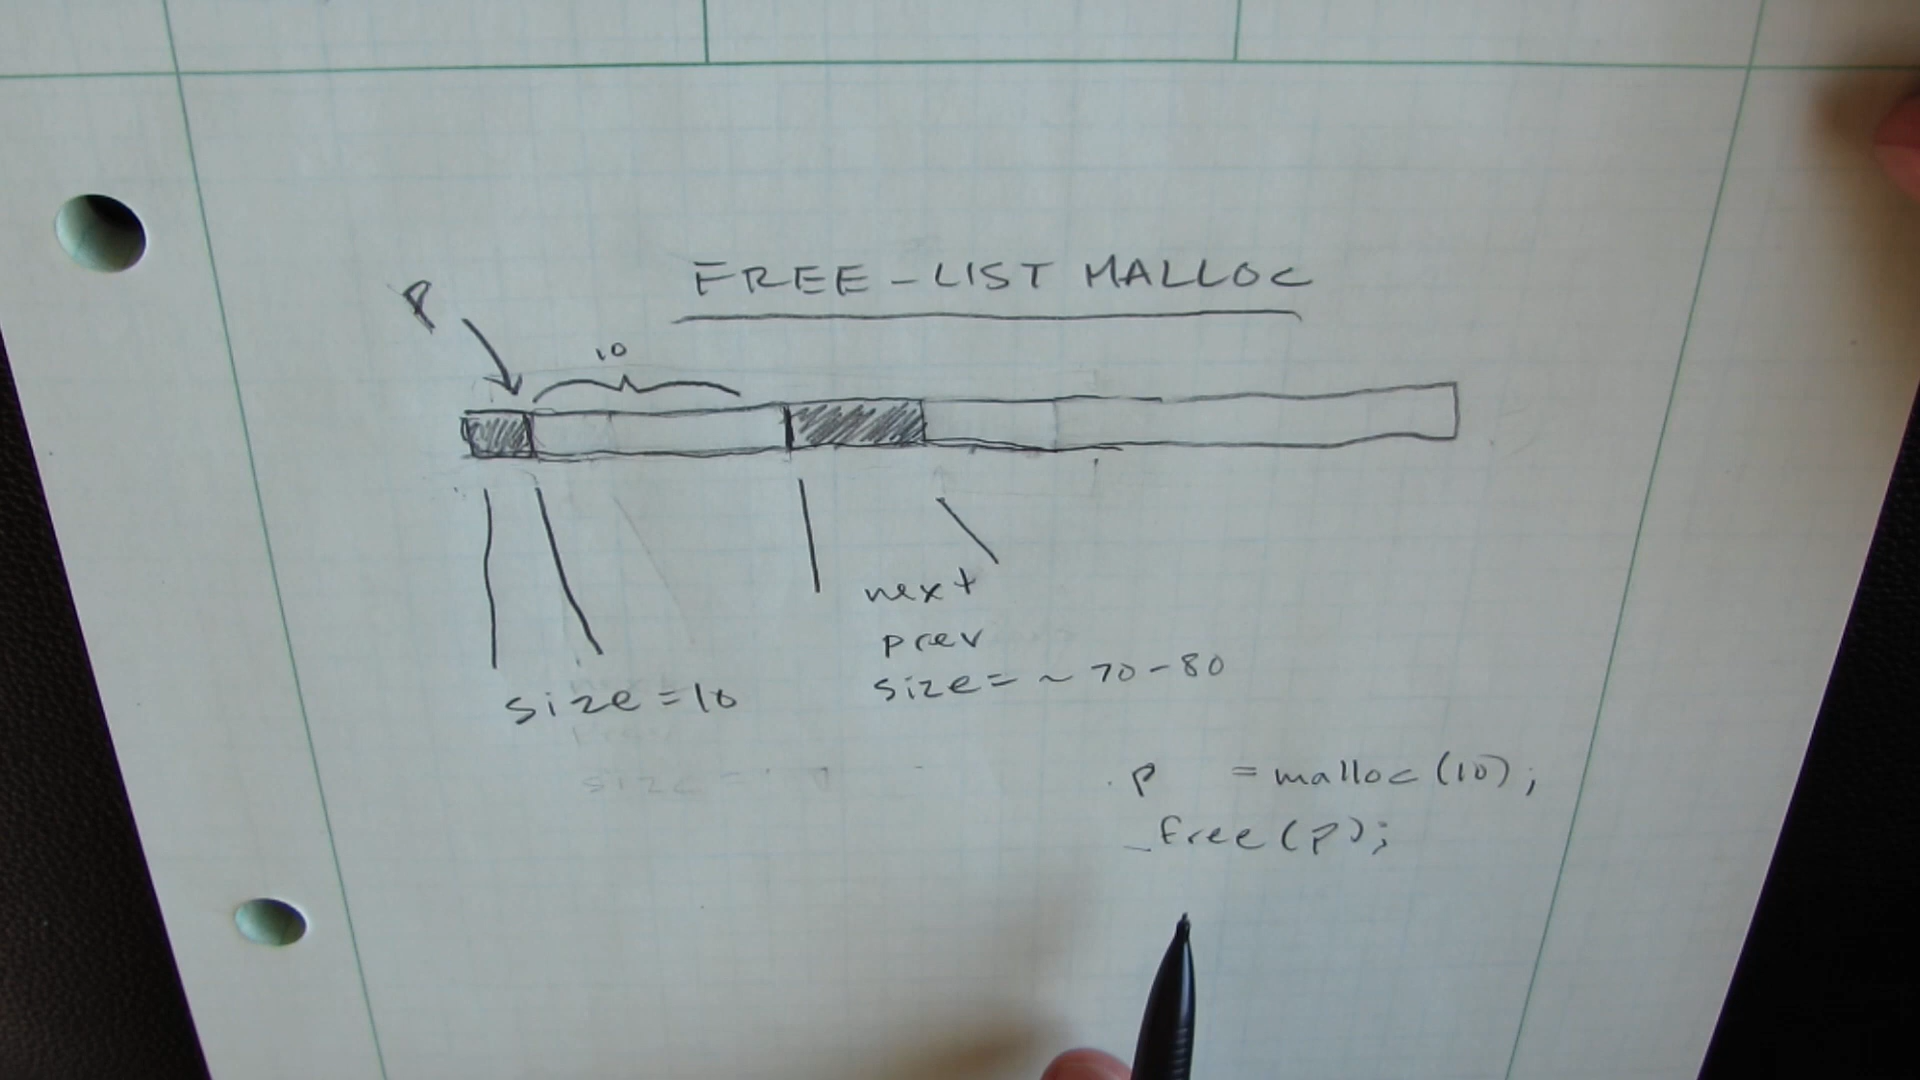 FREE-LIST MALLOC
P
10
next
prev
size = ~ 70-80
size = 10
p = malloc(10);
free(p);